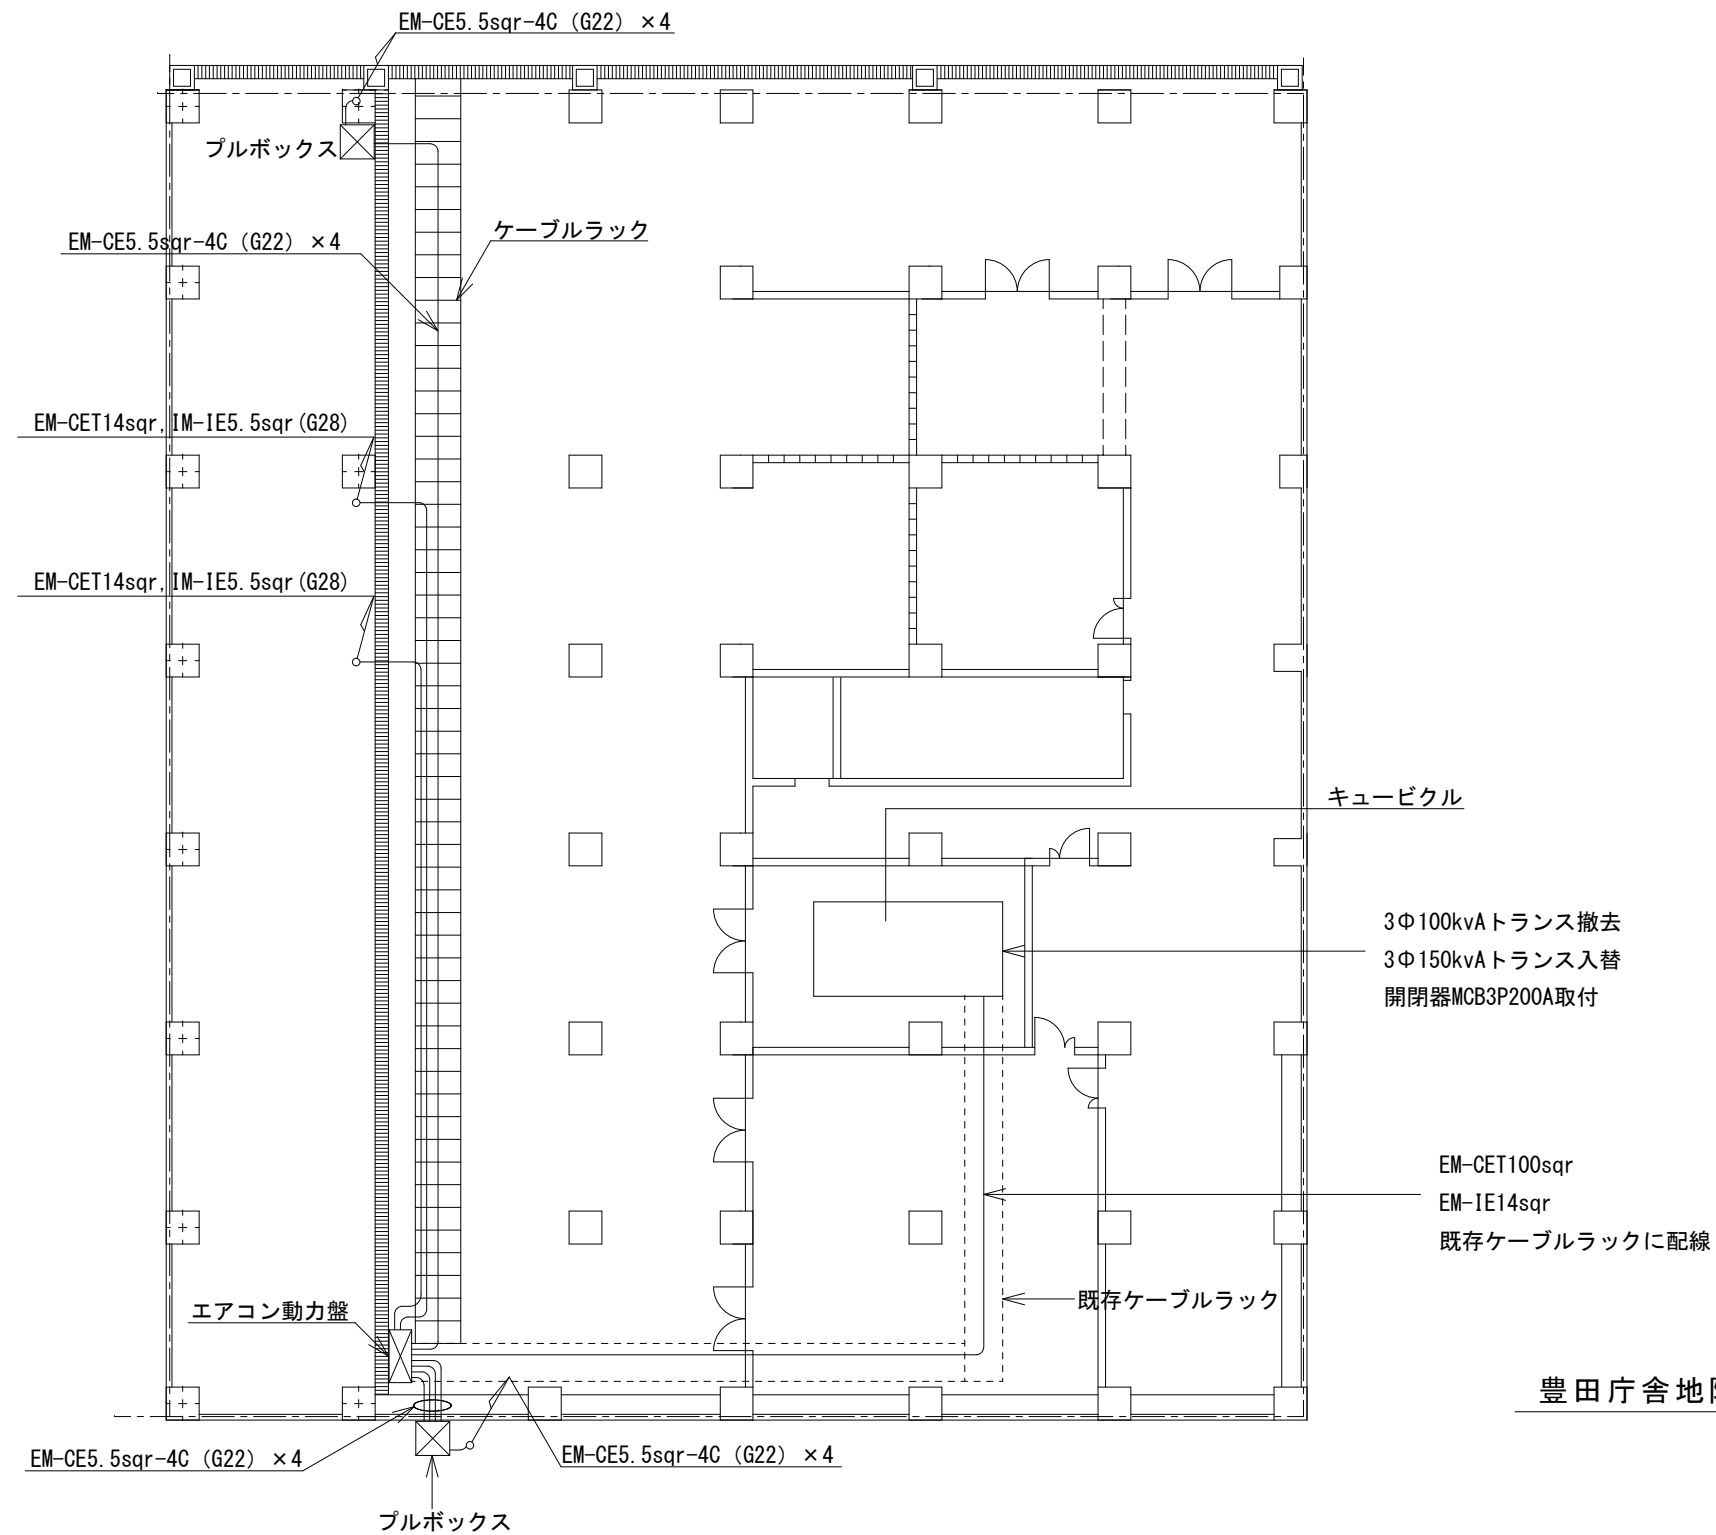 EM-CE5.5sqr-4C (G22) ×4
プルボックス
EM-CE5.5sqr-4C (G22) ×4
ケーブルラック
EM-CET14sqr,IM-IE5.5sqr(G28)
EM-CET14sqr,IM-IE5.5sqr(G28)
キュービクル
3Φ100kvAトランス撤去
3Φ150kvAトランス入替
開閉器MCB3P200A取付
EM-CET100sqr
EM-IE14sqr
既存ケーブルラックに配線
既存ケーブルラック
エアコン動力盤
豊田庁舎地
EM-CE5.5sqr-4C (G22) ×4
EM-CE5.5sqr-4C (G22) ×4
プルボックス